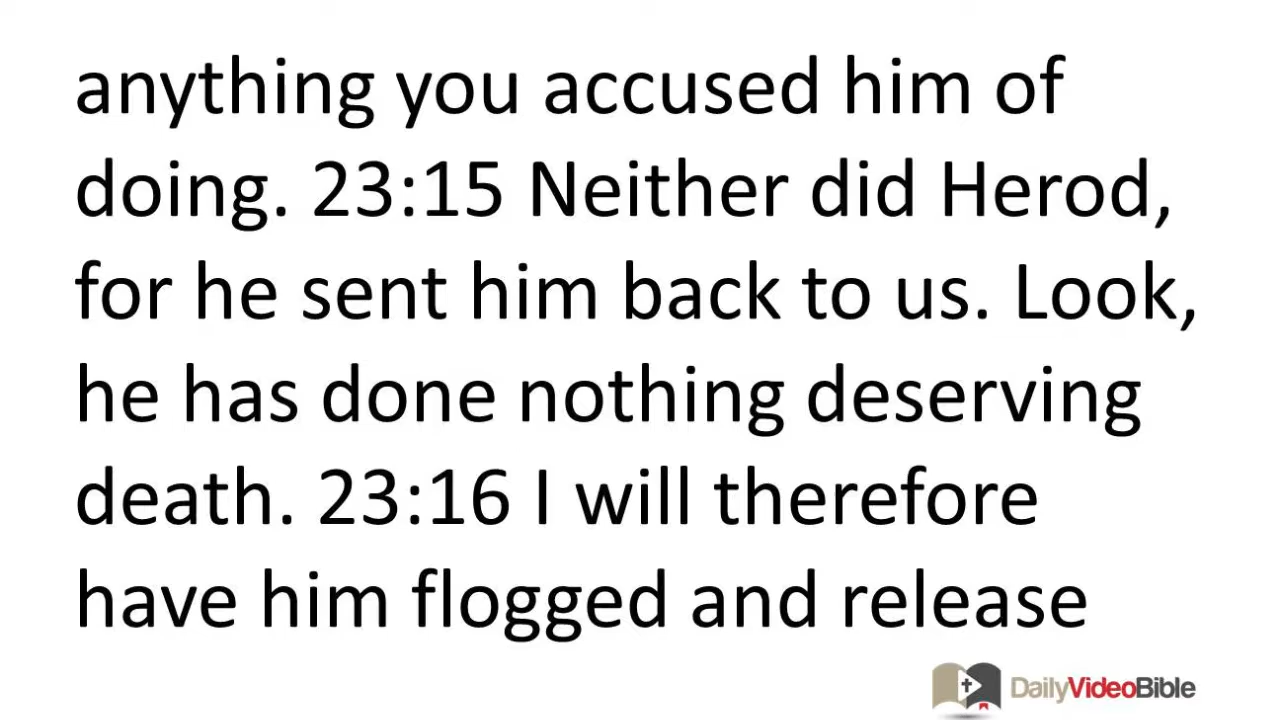 anything you accused him of
doing. 23:15 Neither did Herod,
for he sent him back to us. Look,
he has done nothing deserving
death. 23:16 I will therefore
have him flogged and release
DailyVideoBible